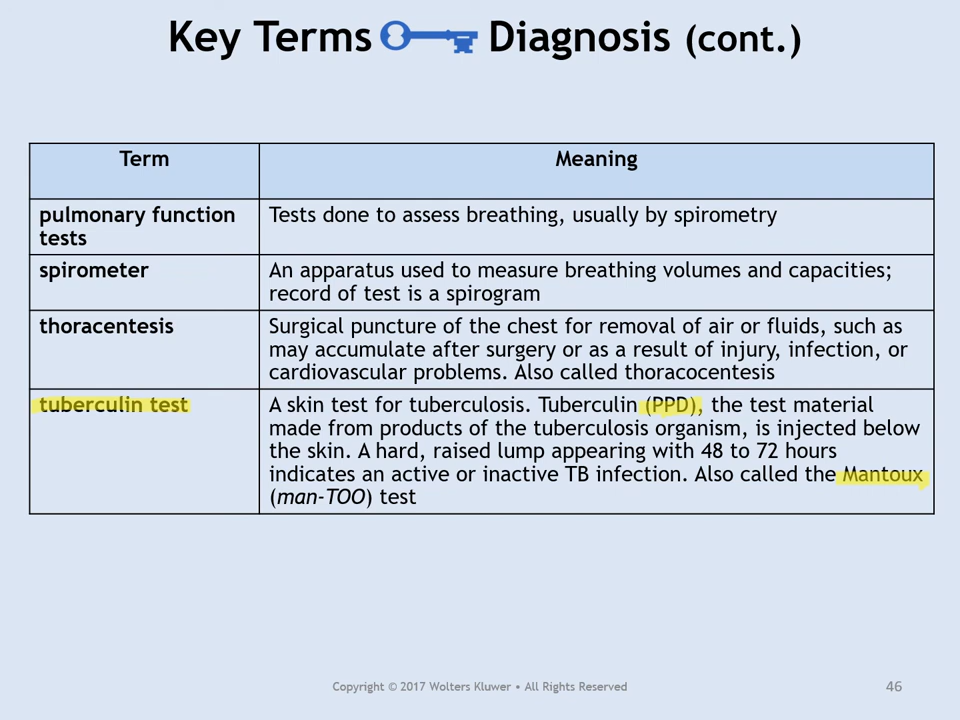 Key Terms Diagnosis (cont.)
Term Meaning
pulmonary function
tests
Tests done to assess breathing, usually by spirometry
spirometer
An apparatus used to measure breathing volumes and capacities;
record of test is a spirogram
thoracentesis
Surgical puncture of the chest for removal of air or fluids, such as
may accumulate after surgery or as a result of injury, infection, or
cardiovascular problems. Also called thoracocentesis
tuberculin test
A skin test for tuberculosis. Tuberculin (PPD), the test material
made from products of the tuberculosis organism, is injected below
the skin. A hard, raised lump appearing with 48 to 72 hours
indicates an active or inactive TB infection. Also called the Mantoux
(man-TOO) test
Copyright © 2017 Wolters Kluwer • All Rights Reserved
46